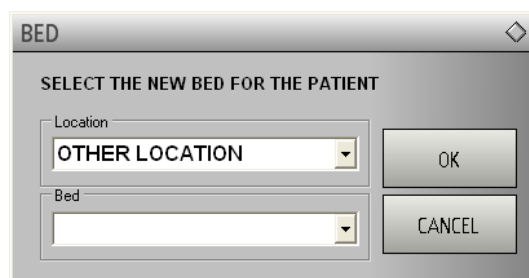 BED
SELECT THE NEW BED FOR THE PATIENT
Location
OTHER LOCATION
OK
Bed
CANCEL